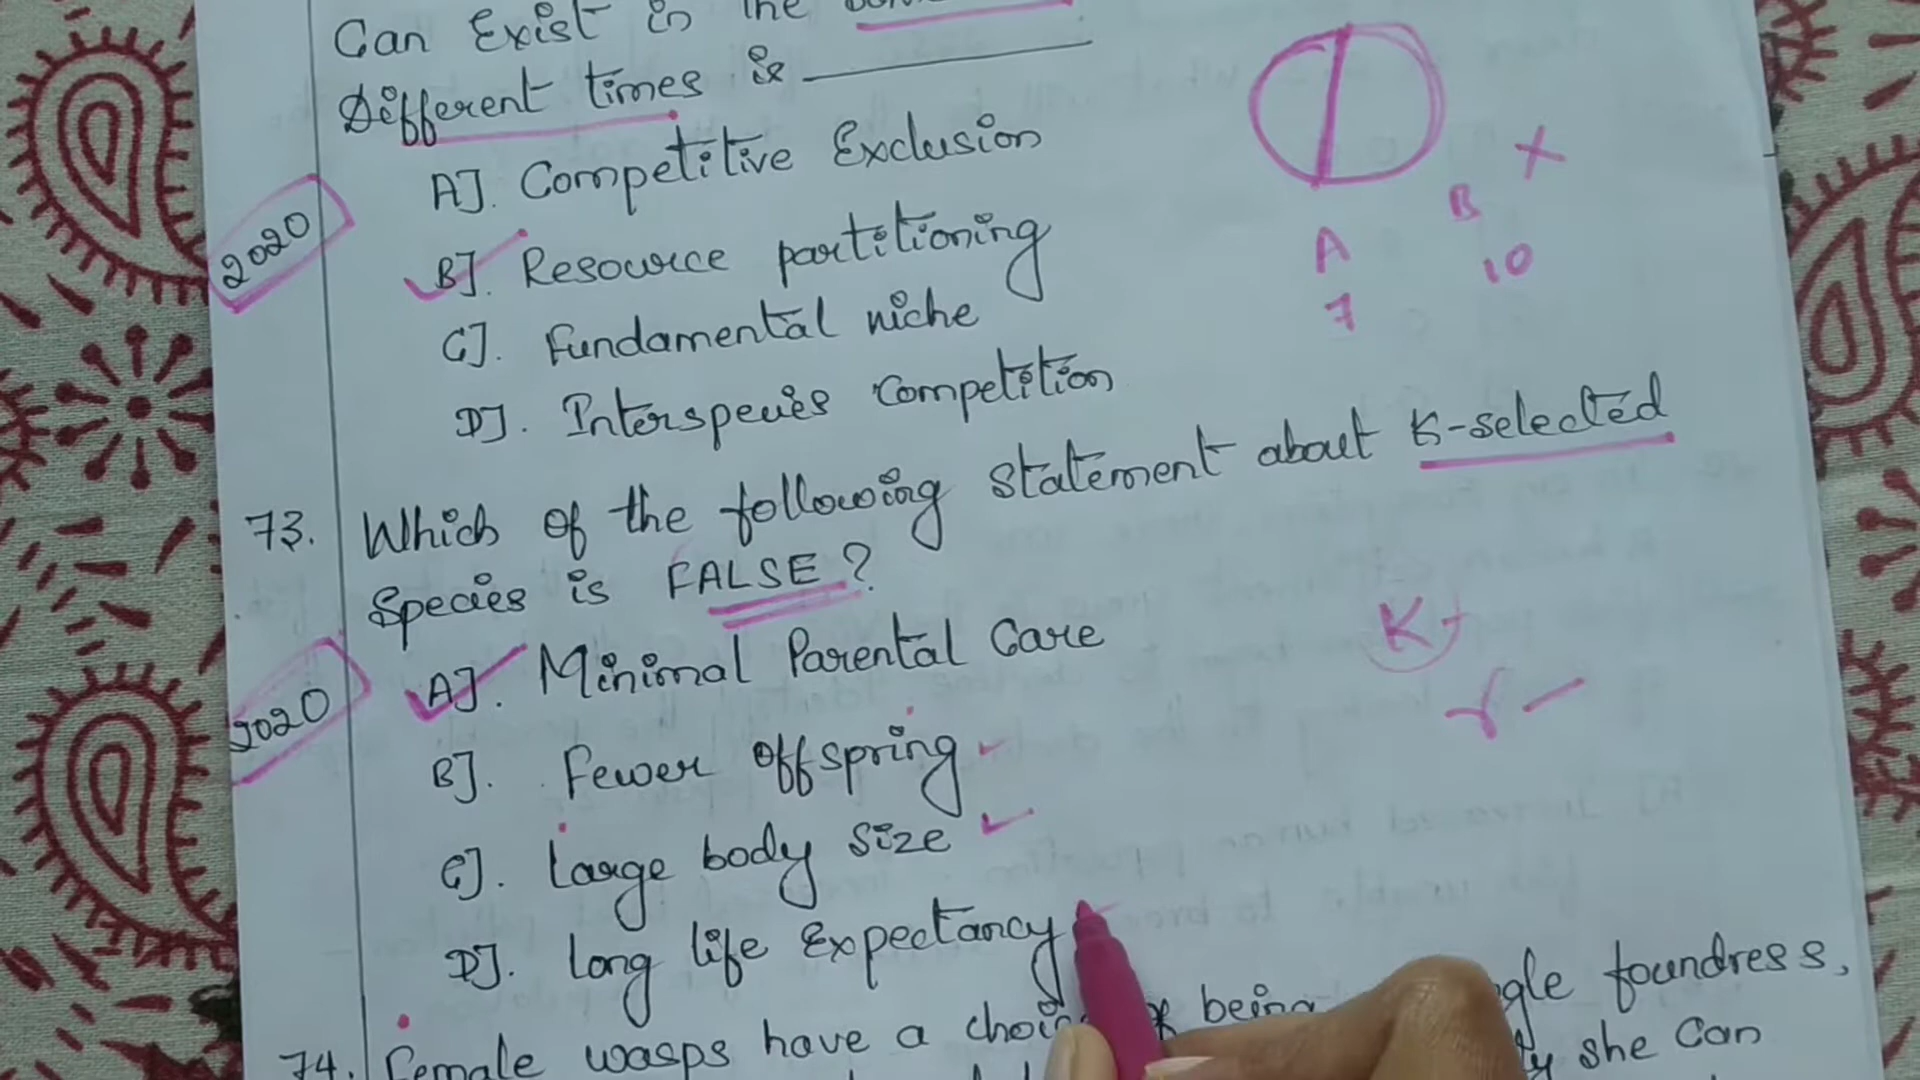 Can Exist in the
Different times is
A]. Competitive Exclusion
2020
B]. Resource partitioning
C]. Fundamental niche
D]. Interspecies Competition
X
B
A
10
7
73. Which of the following statement about K-selected
Species is FALSE?
2020
A]. Minimal Parental Care
B]. Fewer offspring
C]. Large body size
D]. Long life Expectancy
K
r
74. Female wasps have a being foundress,
she Can